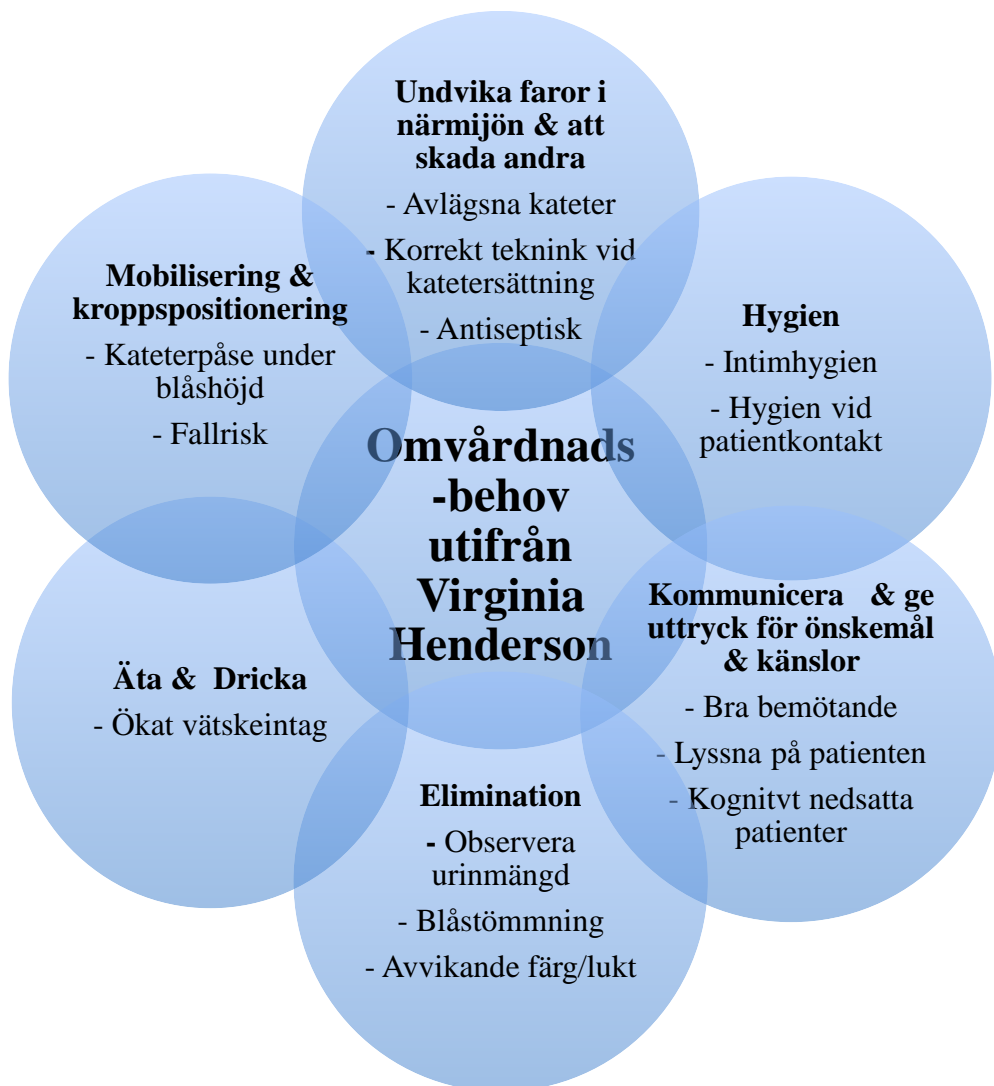 Undvika faror i
närmijön & att
skada andra
- Avlägsna kateter
- Korrekt teknink vid
katetersättning
- Antiseptisk
Mobilisering &
kroppspositionering
- Kateterpåse under
blåshöjd
- Fallrisk
Hygien
- Intimhygien
- Hygien vid
patientkontakt
Omvårdnads
-behov
utifrån
Virginia
Henderson
Kommunicera & ge
uttryck för önskemål
& känslor
- Bra bemötande
- Lyssna på patienten
- Kognitvt nedsatta
patienter
Äta & Dricka
- Ökat vätskeintag
Elimination
- Observera
urinmängd
- Blåstömmning
- Avvikande färg/lukt